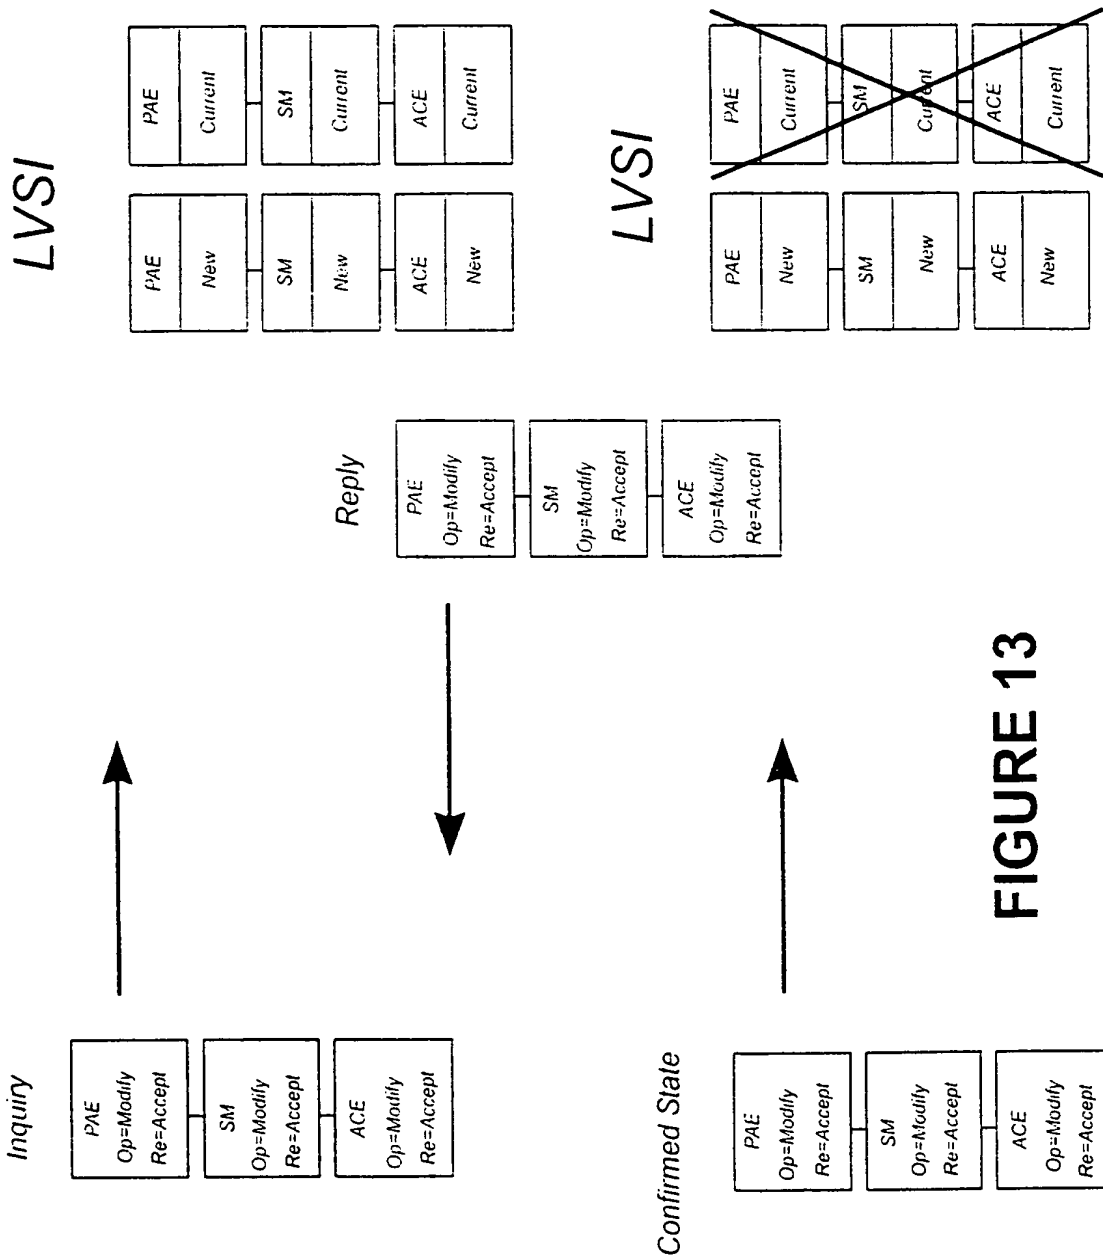 Inquiry
PAE
Op=Modify
Re=Accept
SM
Op=Modify
Re=Accept
ACE
Op=Modify
Re=Accept
LVSI
PAE
New
SM
New
ACE
New
PAE
Current
SM
Current
ACE
Current
Reply
PAE
Op=Modify
Re=Accept
SM
Op=Modify
Re=Accept
ACE
Op=Modify
Re=Accept
Confirmed State
PAE
Op=Modify
Re=Accept
SM
Op=Modify
Re=Accept
ACE
Op=Modify
Re=Accept
LVSI
PAE
New
SM
New
ACE
New
PAE
Current
SM
Current
ACE
Current
FIGURE 13